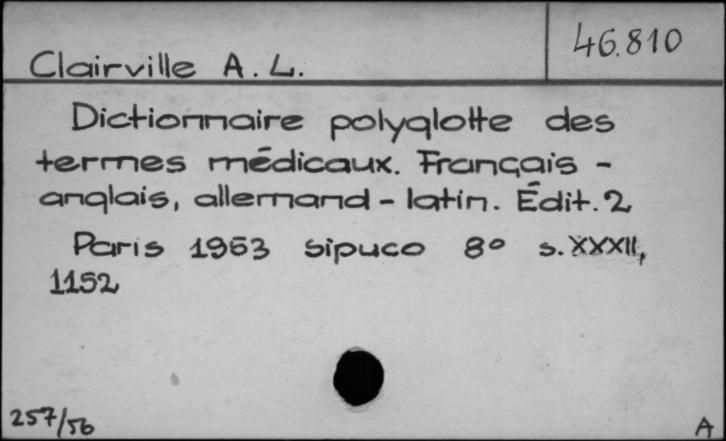 46.810
Clairville A. L.
Dictionnaire polyglotte des
termes médicaux. Français -
anglais, allemand - latin. Édit. 2
Paris 1953 Sipuco 8° s. XXXII,
1152
257/56
A